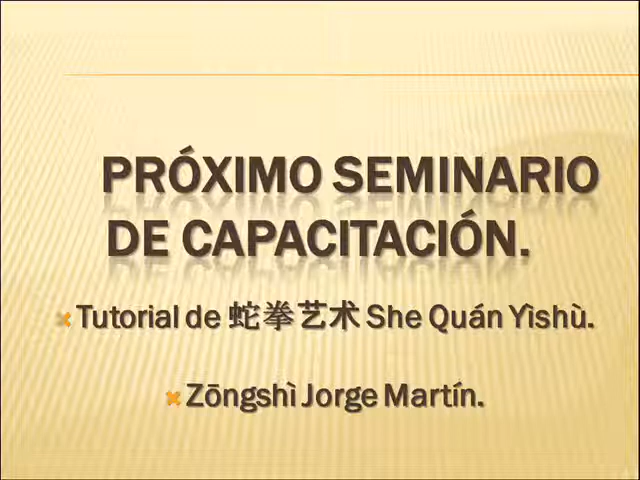 PRÓXIMO SEMINARIO
DE CAPACITACIÓN.
Tutorial de 蛇拳艺术 She Quán Yìshù.
Zōngshì Jorge Martín.